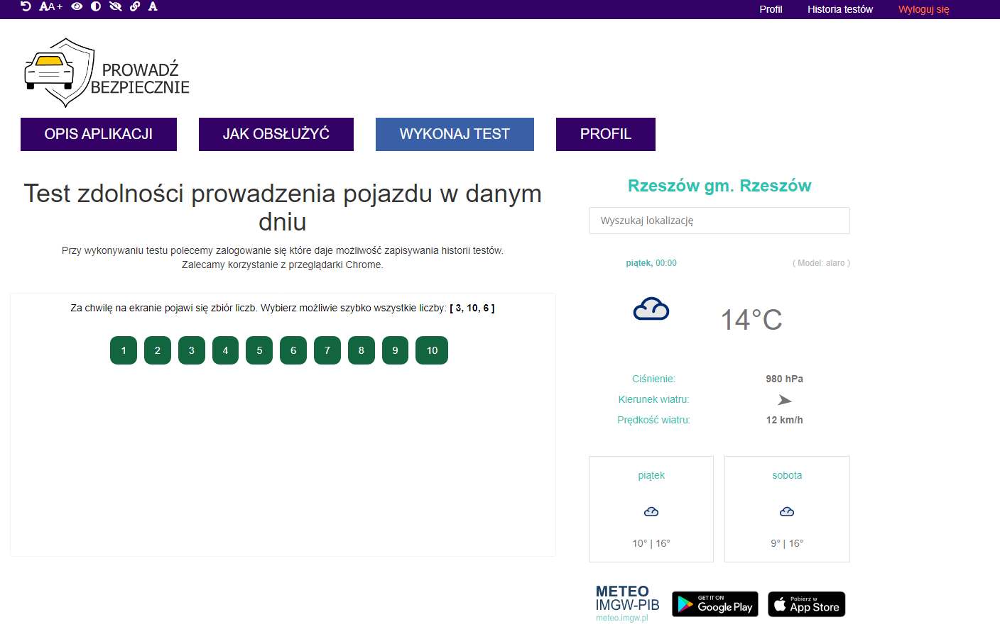 AA+ A
Profil Historia testów Wyloguj się
PROWADŹ
BEZPIECZNIE
OPIS APLIKACJI JAK OBSŁUŻYĆ WYKONAJ TEST PROFIL
Test zdolności prowadzenia pojazdu w danym
dniu
Przy wykonywaniu testu polecemy zalogowanie się które daje możliwość zapisywania historii testów.
Zalecamy korzystanie z przeglądarki Chrome.
Za chwilę na ekranie pojawi się zbiór liczb. Wybierz możliwie szybko wszystkie liczby: [ 3, 10, 6 ]
1 2 3 4 5 6 7 8 9 10
Rzeszów gm. Rzeszów
Wyszukaj lokalizację
piątek, 00:00 ( Model: alaro )
14°C
Ciśnienie: 980 hPa
Kierunek wiatru:
Prędkość wiatru: 12 km/h
piątek sobota
10° | 16° 9° | 16°
METEO
IMGW-PIB
meteo.imgw.pl
GET IT ON
Google Play
Pobierz w
App Store